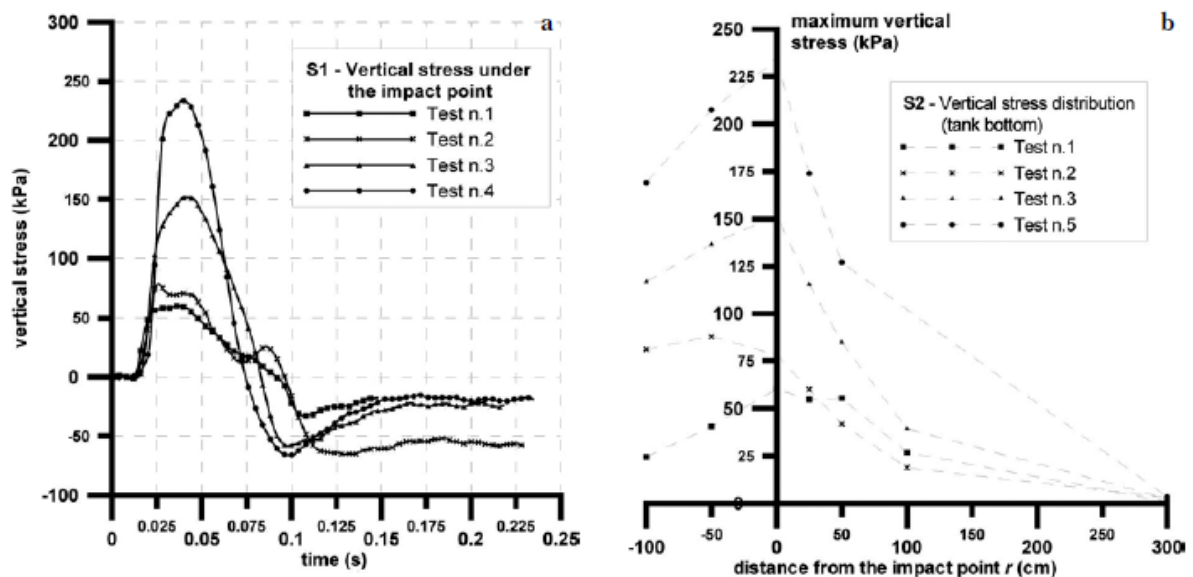 a
300
250
200
150
100
50
0
-50
-100
vertical stress (kPa)
S1 - Vertical stress under
the impact point
Test n.1
Test n.2
Test n.3
Test n.4
0.025 0.075 0.125 0.175 0.225
0 0.05 0.1 0.15 0.2 0.25
time (s)
b
maximum vertical
stress (kPa)
250
225
200
175
150
125
100
75
50
25
0
S2 - Vertical stress distribution
(tank bottom)
Test n.1
Test n.2
Test n.3
Test n.5
-100 -50 0 50 100 150 200 250 300
distance from the impact point r (cm)